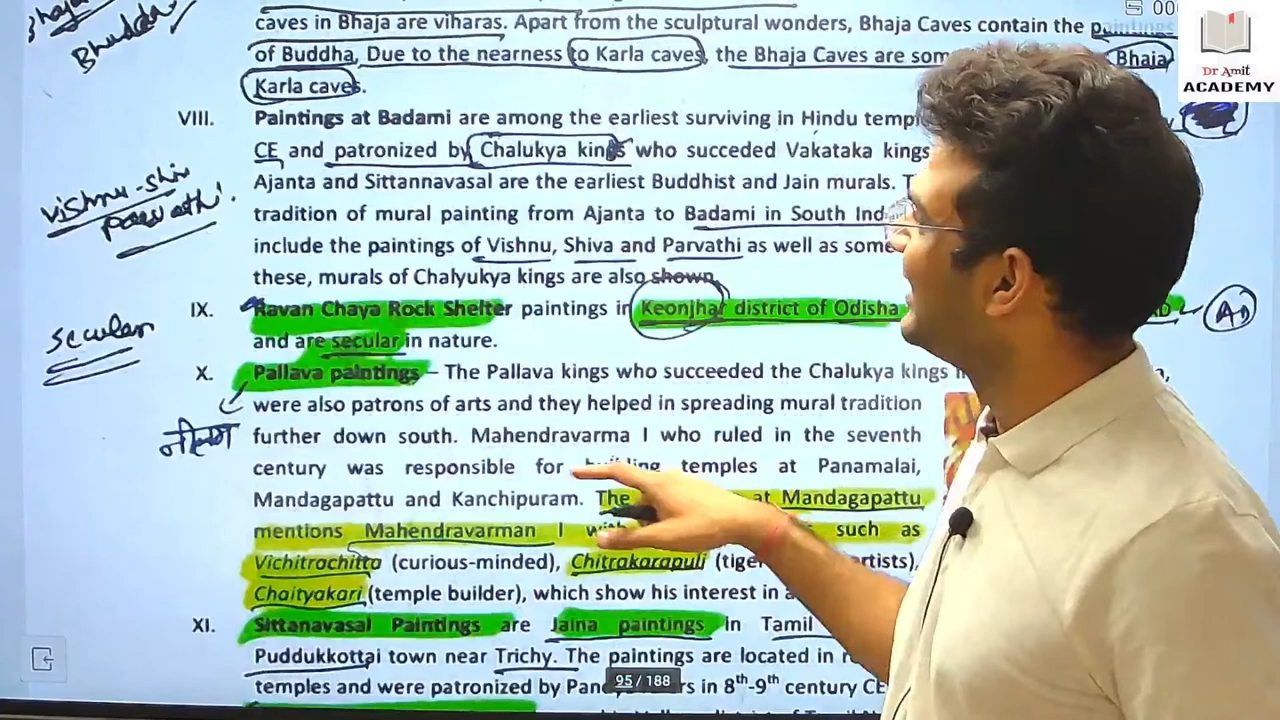 Bhudda
caves in Bhaja are viharas. Apart from the sculptural wonders, Bhaja Caves contain the paintings
of Buddha, Due to the nearness to Karla caves, the Bhaja Caves are som Bhaja
Karla caves.
VIII. Paintings at Badami are among the earliest surviving in Hindu templ
CE and patronized by Chalukya kings who succeded Vakataka kings
Ajanta and Sittannavasal are the earliest Buddhist and Jain murals. T
tradition of mural painting from Ajanta to Badami in South Ind
include the paintings of Vishnu, Shiva and Parvathi as well as some
these, murals of Chalyukya kings are also shown.
Vishnu-Shiv
parvathi
IX. Ravan Chaya Rock Shelter paintings in Keonjhar district of Odisha AD AD
and are secular in nature.
secular
X. Pallava paintings – The Pallava kings who succeeded the Chalukya kings
were also patrons of arts and they helped in spreading mural tradition
further down south. Mahendravarma I who ruled in the seventh
century was responsible for building temples at Panamalai,
Mandagapattu and Kanchipuram. The at Mandagapattu
mentions Mahendravarman I such as
Vichitrochitta (curious-minded), Chitrakarapuli (tiger artists),
Chaityakari (temple builder), which show his interest in
XI. Sittanavasal Paintings are Jaina paintings in Tamil
Puddukkottai town near Trichy. The paintings are located in
temples and were patronized by in 8th-9th century CE
95 / 188
Dr Amit
ACADEMY